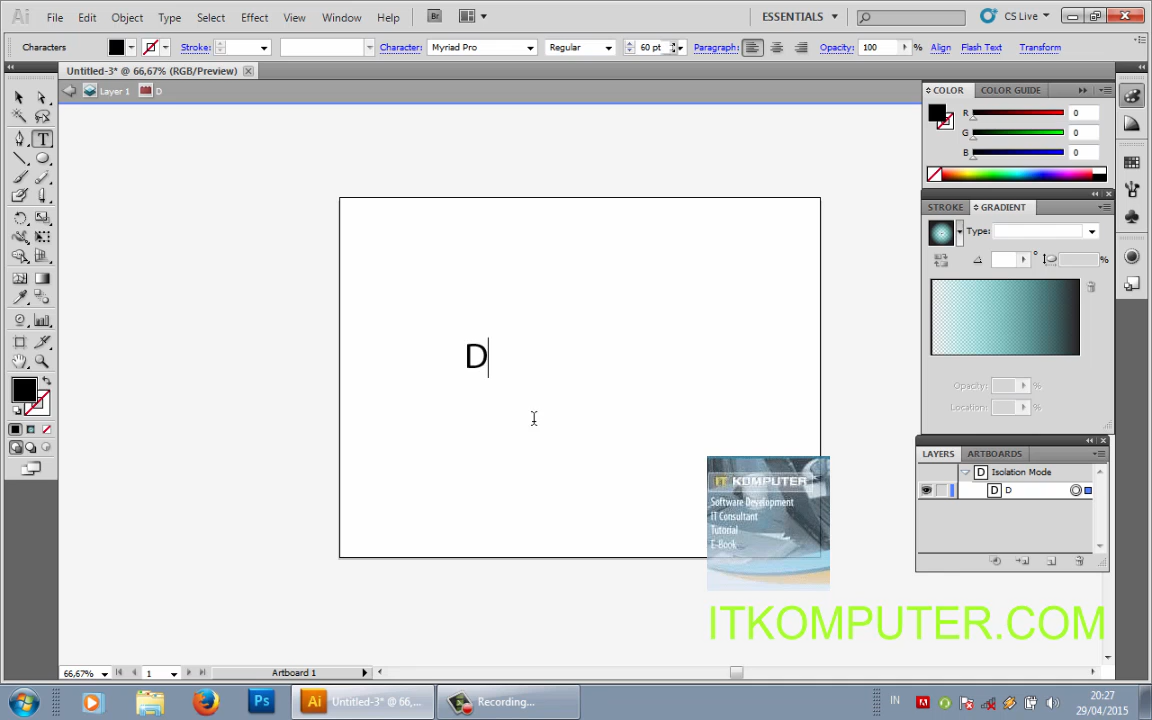 Ai File Edit Object Type Select Effect View Window Help Br ESSENTIALS CS Live
Characters Stroke: Character: Myriad Pro Regular 60 pt Paragraph: Opacity: 100 % Align Flash Text Transform
Untitled-3* @ 66,67% (RGB/Preview)
Layer 1 D
COLOR COLOR GUIDE
R 0
G 0
B 0
STROKE GRADIENT
Type:
° %
D
Opacity: %
Location: %
LAYERS ARTBOARDS
D Isolation Mode
D D
IT KOMPUTER
Software Development
IT Consultant
Tutorial
E-Book
ITKOMPUTER.COM
66,67% 1 Artboard 1
Ps Ai Untitled-3* @ 66,... Recording... IN 20:27
29/04/2015